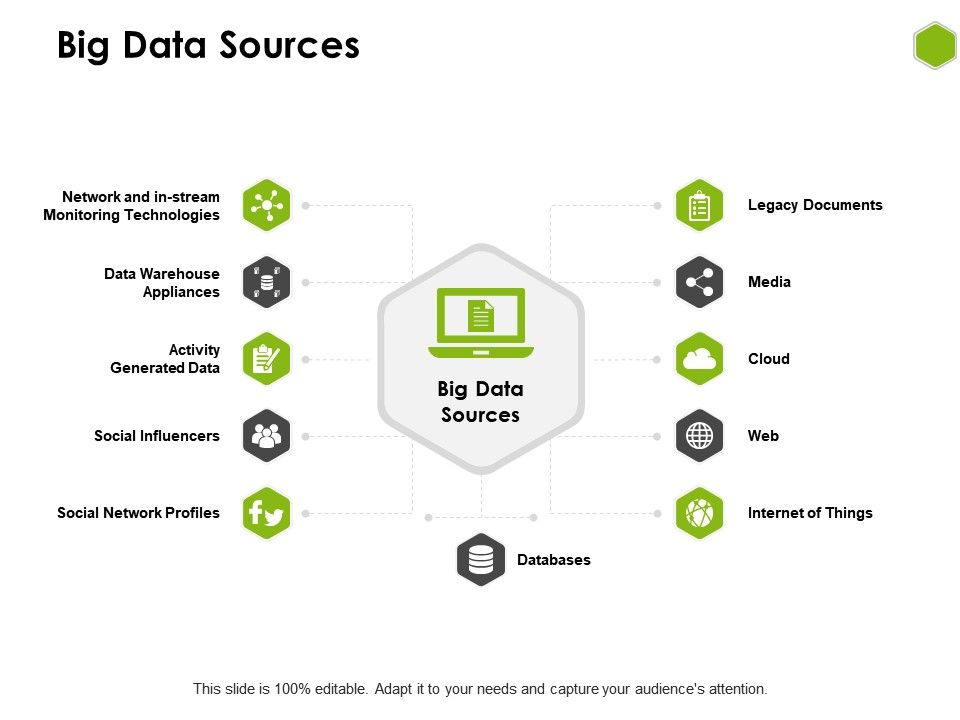 Big Data Sources
Network and in-stream
Monitoring Technologies
Data Warehouse
Appliances
Activity
Generated Data
Social Influencers
Social Network Profiles
Big Data
Sources
Databases
Legacy Documents
Media
Cloud
Web
Internet of Things
This slide is 100% editable. Adapt it to your needs and capture your audience's attention.